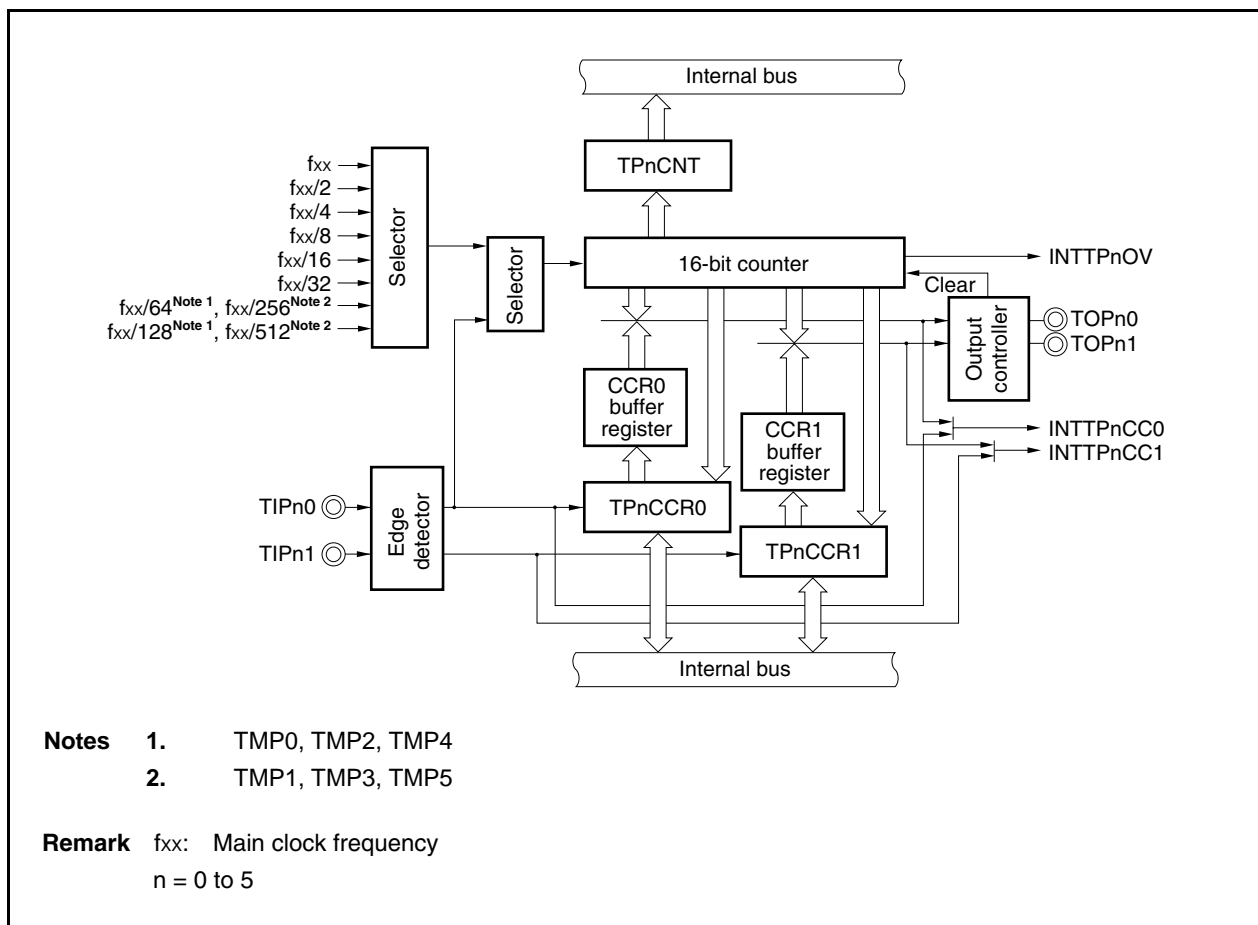 Internal bus
TPnCNT
fxx
fxx/2
fxx/4
fxx/8
fxx/16
fxx/32
fxx/64Note 1, fxx/256Note 2
fxx/128Note 1, fxx/512Note 2
Selector
Selector
16-bit counter
INTTPnOV
Clear
Output
controller
TOPn0
TOPn1
CCR0
buffer
register
CCR1
buffer
register
INTTPnCC0
INTTPnCC1
TIPn0
TIPn1
Edge
detector
TPnCCR0
TPnCCR1
Internal bus
Notes 1. TMP0, TMP2, TMP4
2. TMP1, TMP3, TMP5
Remark fxx: Main clock frequency
n = 0 to 5